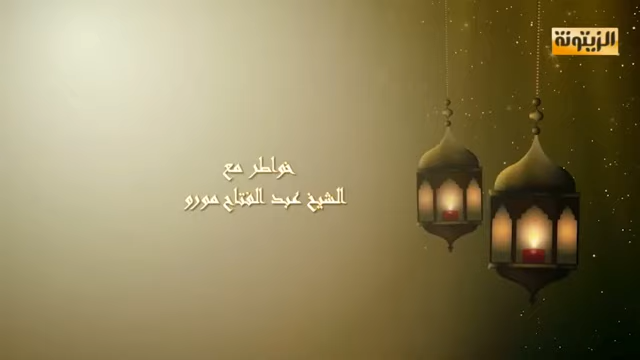 الزيتونة
خواطر مع
الشيخ عبد الفتاح مورو